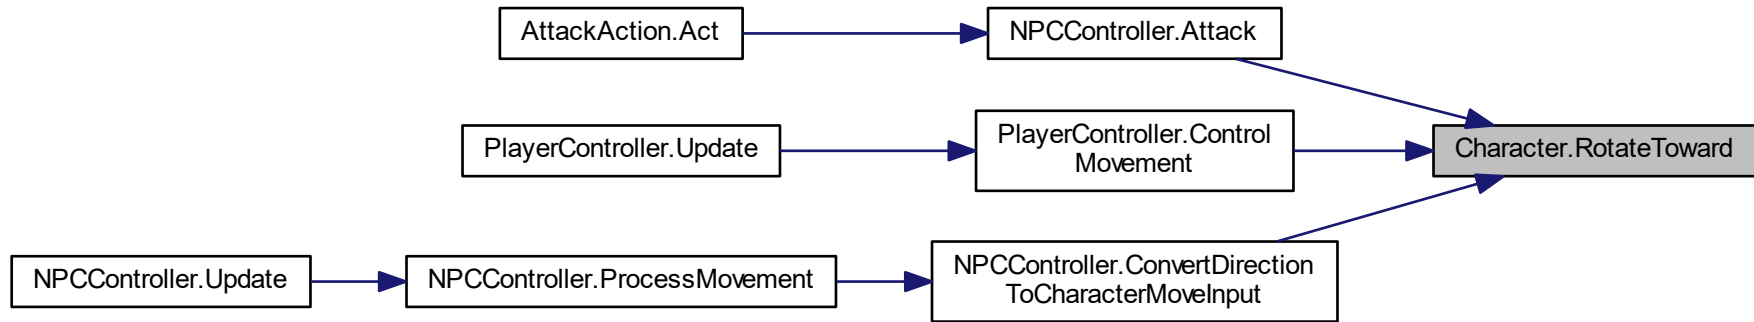 AttackAction.Act
NPCController.Attack
PlayerController.Update
PlayerController.Control
Movement
Character.RotateToward
NPCController.Update
NPCController.ProcessMovement
NPCController.ConvertDirection
ToCharacterMoveInput